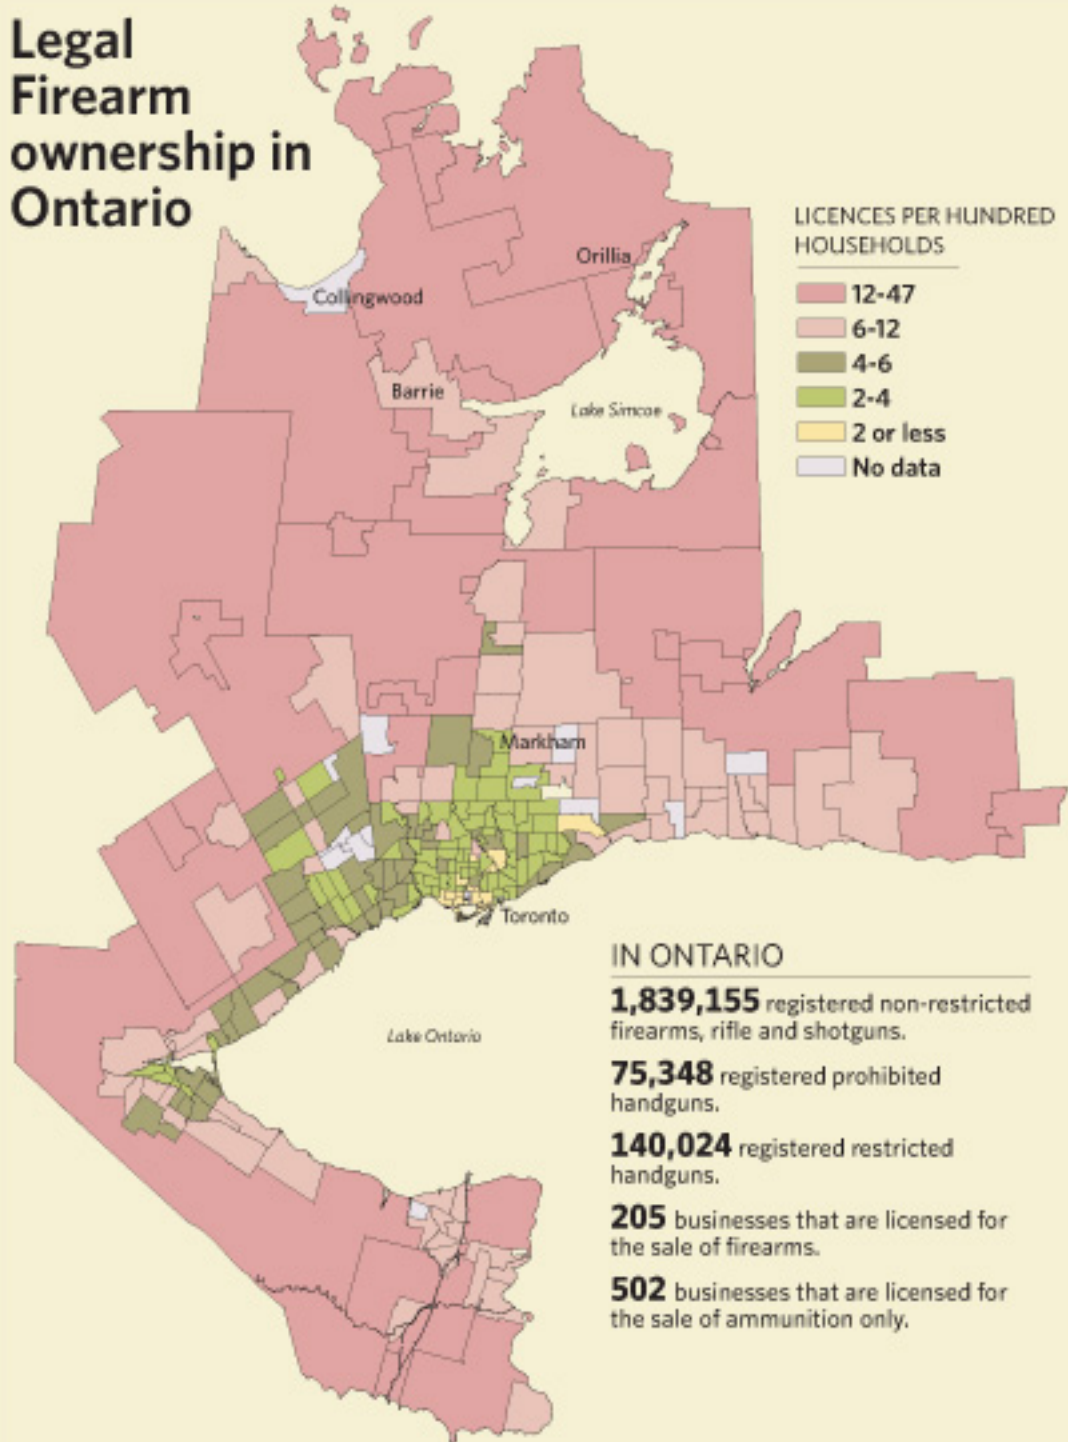 Legal
Firearm
ownership in
Ontario
LICENCES PER HUNDRED
HOUSEHOLDS
12-47
6-12
4-6
2-4
2 or less
No data
Orillia
Collingwood
Barrie
Lake Simcoe
Markham
Toronto
Lake Ontario
IN ONTARIO
1,839,155 registered non-restricted
firearms, rifle and shotguns.
75,348 registered prohibited
handguns.
140,024 registered restricted
handguns.
205 businesses that are licensed for
the sale of firearms.
502 businesses that are licensed for
the sale of ammunition only.